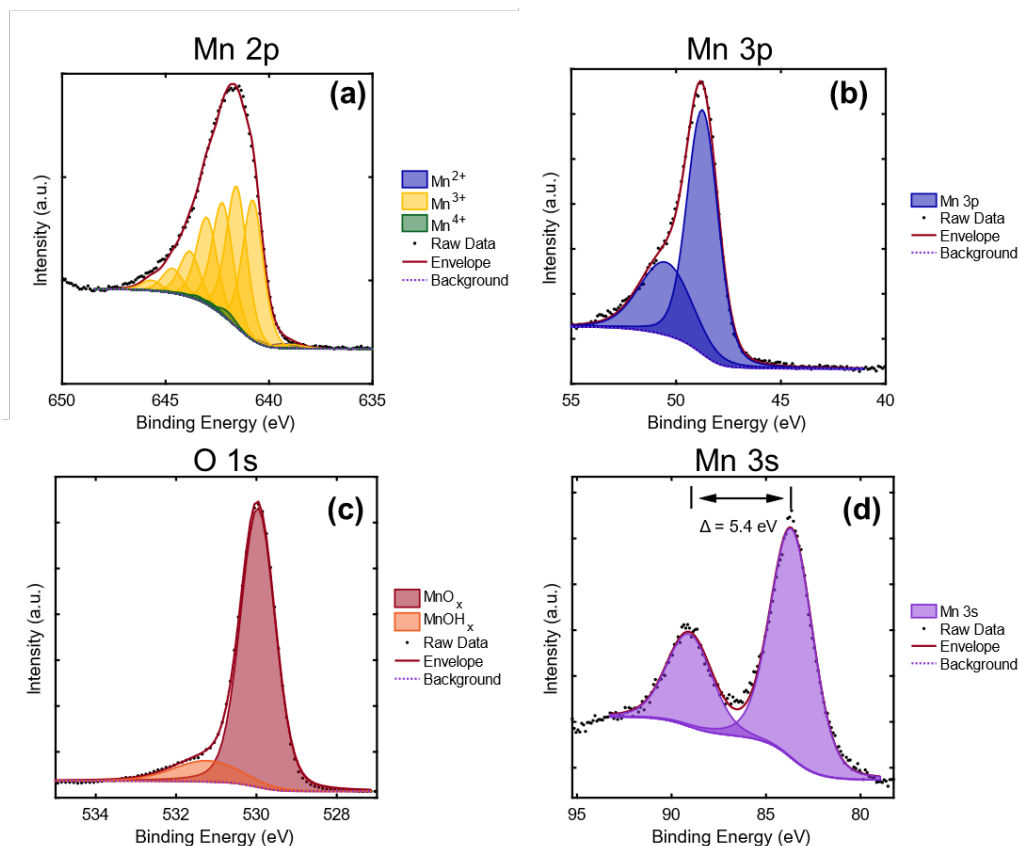 Mn 2p
(a)
Intensity (a.u.)
Mn2+
Mn3+
Mn4+
Raw Data
Envelope
Background
650 645 640 635
Binding Energy (eV)
Mn 3p
(b)
Intensity (a.u.)
Mn 3p
Raw Data
Envelope
Background
55 50 45 40
Binding Energy (eV)
O 1s
(c)
Intensity (a.u.)
MnOx
MnOHx
Raw Data
Envelope
Background
534 532 530 528
Binding Energy (eV)
Mn 3s
(d)
Δ = 5.4 eV
Intensity (a.u.)
Mn 3s
Raw Data
Envelope
Background
95 90 85 80
Binding Energy (eV)